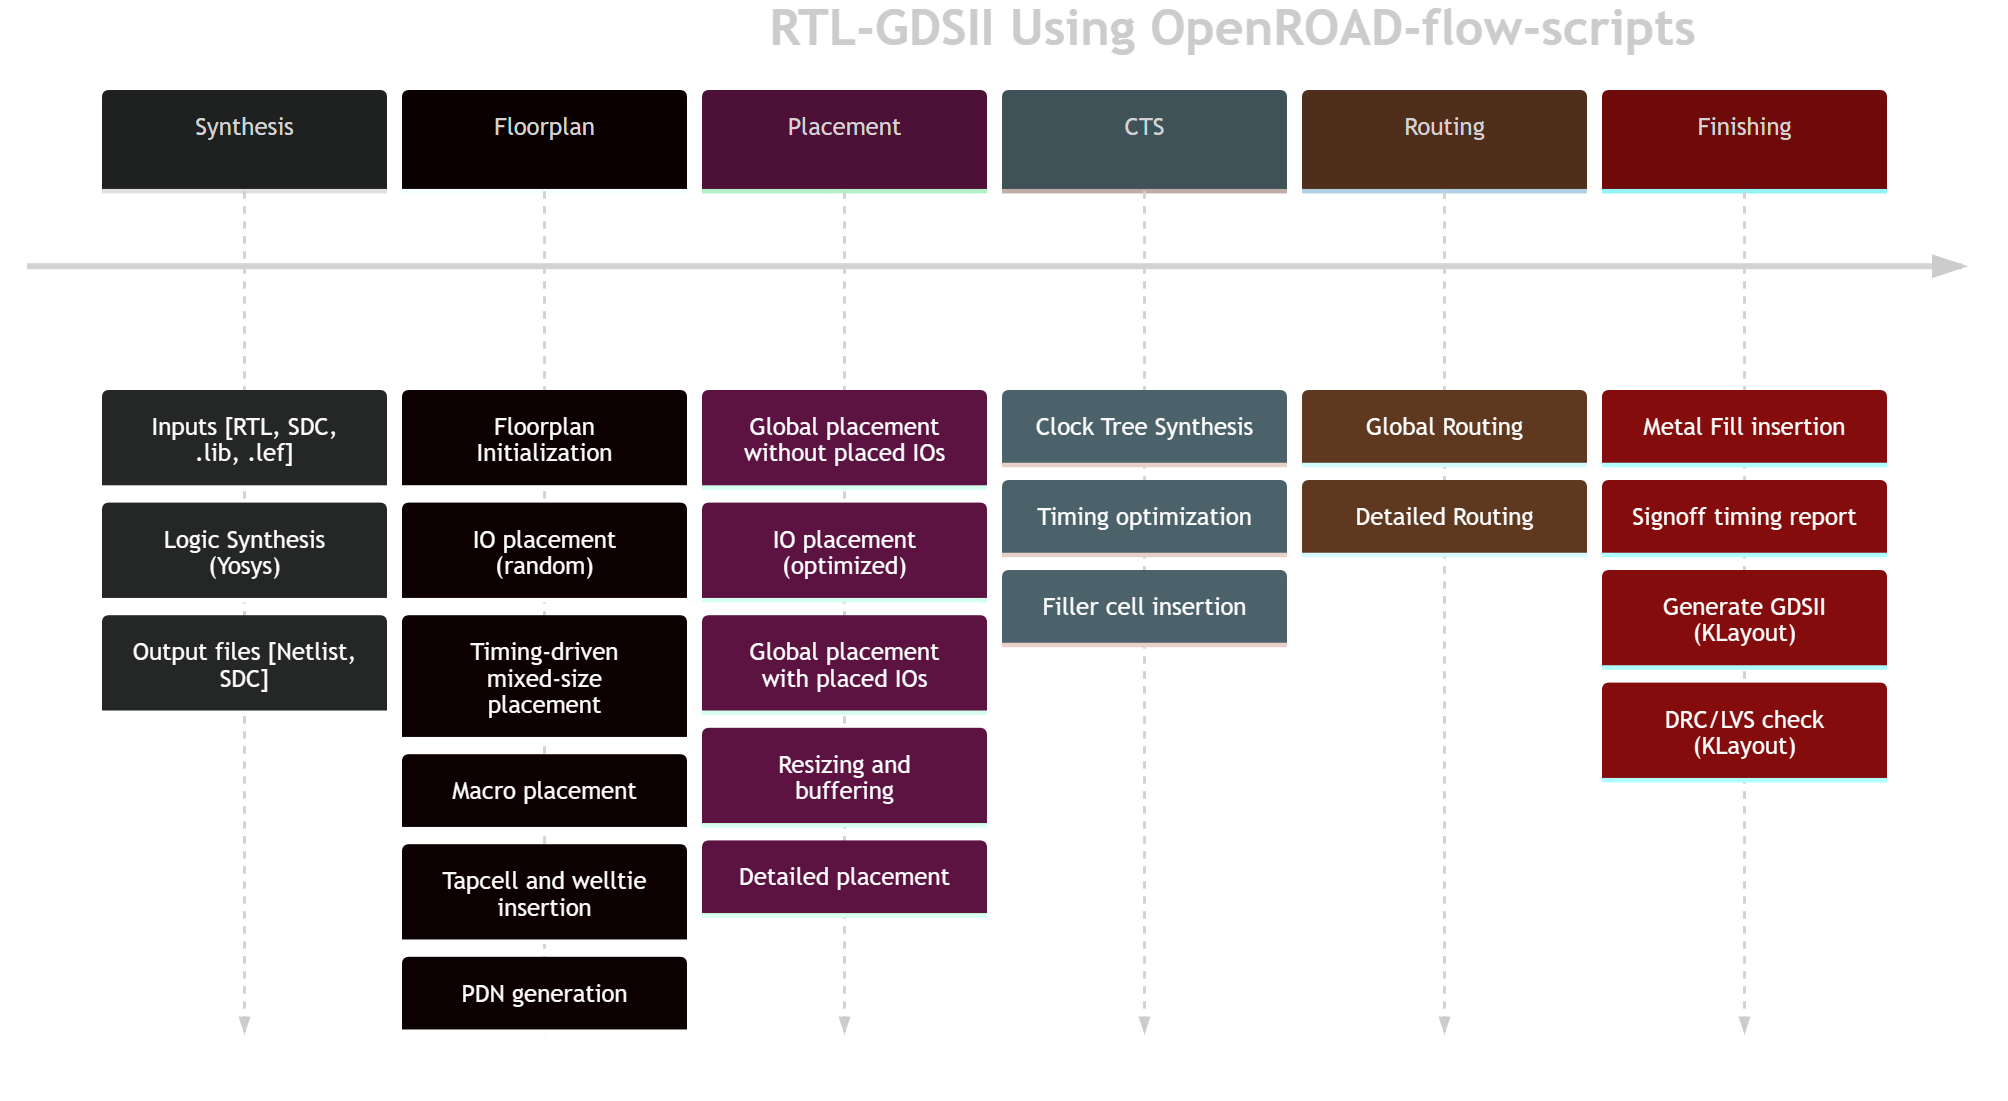 RTL-GDSII Using OpenROAD-flow-scripts
Synthesis
Floorplan
Placement
CTS
Routing
Finishing
Inputs [RTL, SDC,
.lib, .lef]
Logic Synthesis
(Yosys)
Output files [Netlist,
SDC]
Floorplan
Initialization
IO placement
(random)
Timing-driven
mixed-size
placement
Macro placement
Tapcell and welltie
insertion
PDN generation
Global placement
without placed IOs
IO placement
(optimized)
Global placement
with placed IOs
Resizing and
buffering
Detailed placement
Clock Tree Synthesis
Timing optimization
Filler cell insertion
Global Routing
Detailed Routing
Metal Fill insertion
Signoff timing report
Generate GDSII
(KLayout)
DRC/LVS check
(KLayout)